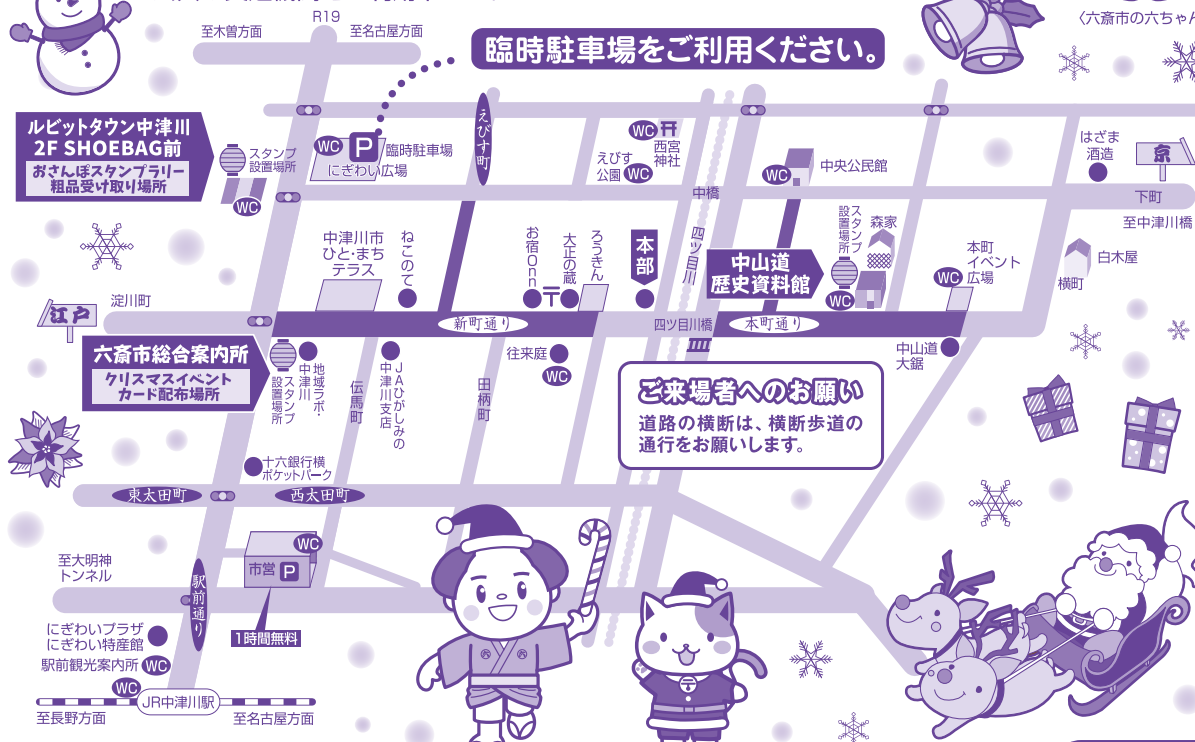 R19
至木曽方面
至名古屋方面
〈六斎市の六ちゃん
臨時駐車場をご利用ください。
ルビットタウン中津川
2F SHOEBAG前
おさんぽスタンプラリー
粗品受け取り場所
スタンプ
設置場所
WC
WC
P
臨時駐車場
にぎわい広場
えびす町
WC
西宮
神社
えびす
公園
WC
中橋
WC
中央公民館
はざま
酒造
京
下町
至中津川橋
中津川市
ひと・まち
テラス
ねこのて
お宿Onn
〒
大正の蔵
ろうきん
本部
四ツ目川
中山道
歴史資料館
スタンプ
設置場所
森家
WC
本町
イベント
広場
WC
白木屋
横町
淀川町
江戸
新町通り
四ツ目川橋
本町通り
六斎市総合案内所
クリスマスイベント
カード配布場所
スタンプ
設置場所
地域ラボ・
中津川
伝馬町
JAひがしみの
中津川支店
田柄町
往来庭
WC
中山道
大鋸
ご来場者へのお願い
道路の横断は、横断歩道の
通行をお願いします。
十六銀行横
ポケットパーク
東太田町
西太田町
至大明神
トンネル
駅前通り
WC
市営
P
1時間無料
にぎわいプラザ
にぎわい特産館
駅前観光案内所
WC
WC
JR中津川駅
至長野方面
至名古屋方面